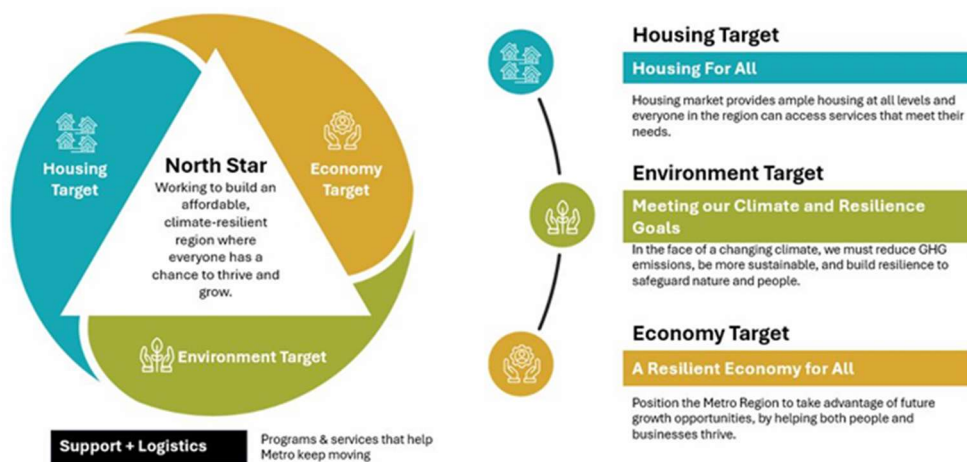 Housing
Target
Economy
Target
North Star
Working to build an
affordable,
climate-resilient
region where
everyone has a
chance to thrive and
grow.
Environment Target
Support + Logistics
Programs & services that help
Metro keep moving
Housing Target
Housing For All
Housing market provides ample housing at all levels and
everyone in the region can access services that meet their
needs.
Environment Target
Meeting our Climate and Resilience
Goals
In the face of a changing climate, we must reduce GHG
emissions, be more sustainable, and build resilience to
safeguard nature and people.
Economy Target
A Resilient Economy for All
Position the Metro Region to take advantage of future
growth opportunities, by helping both people and
businesses thrive.